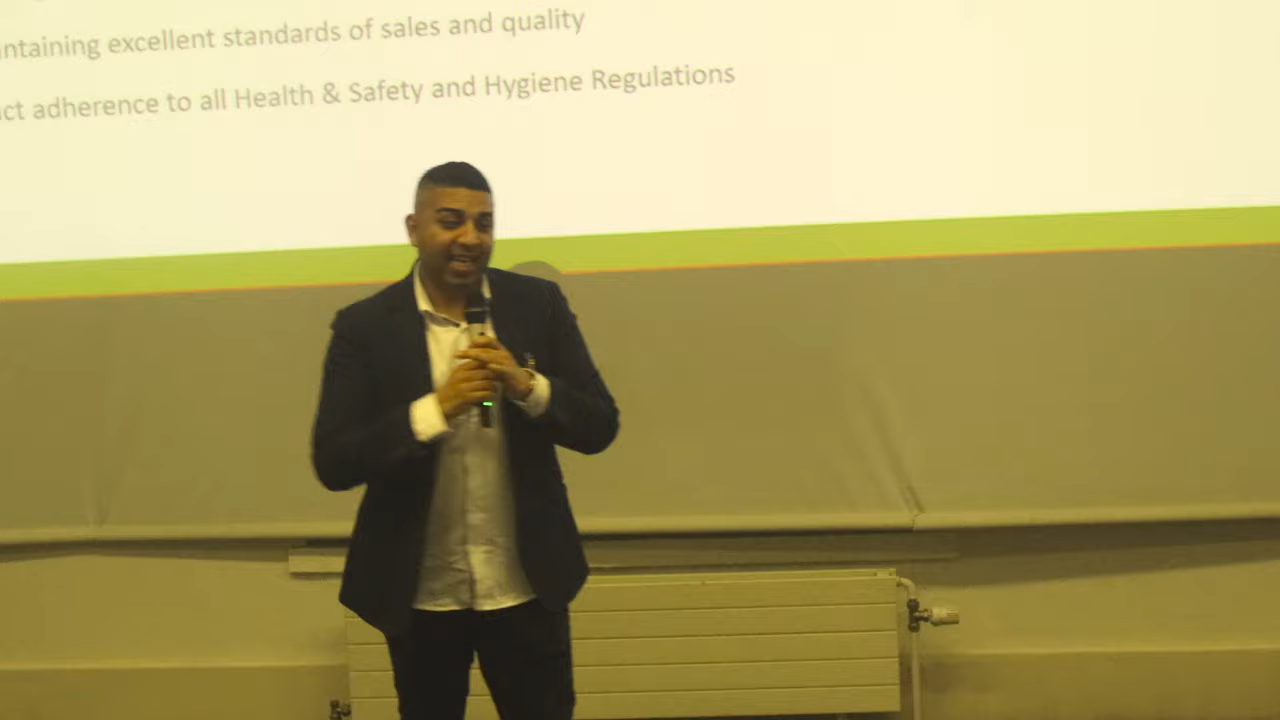 ntaining excellent standards of sales and quality
ct adherence to all Health & Safety and Hygiene Regulations